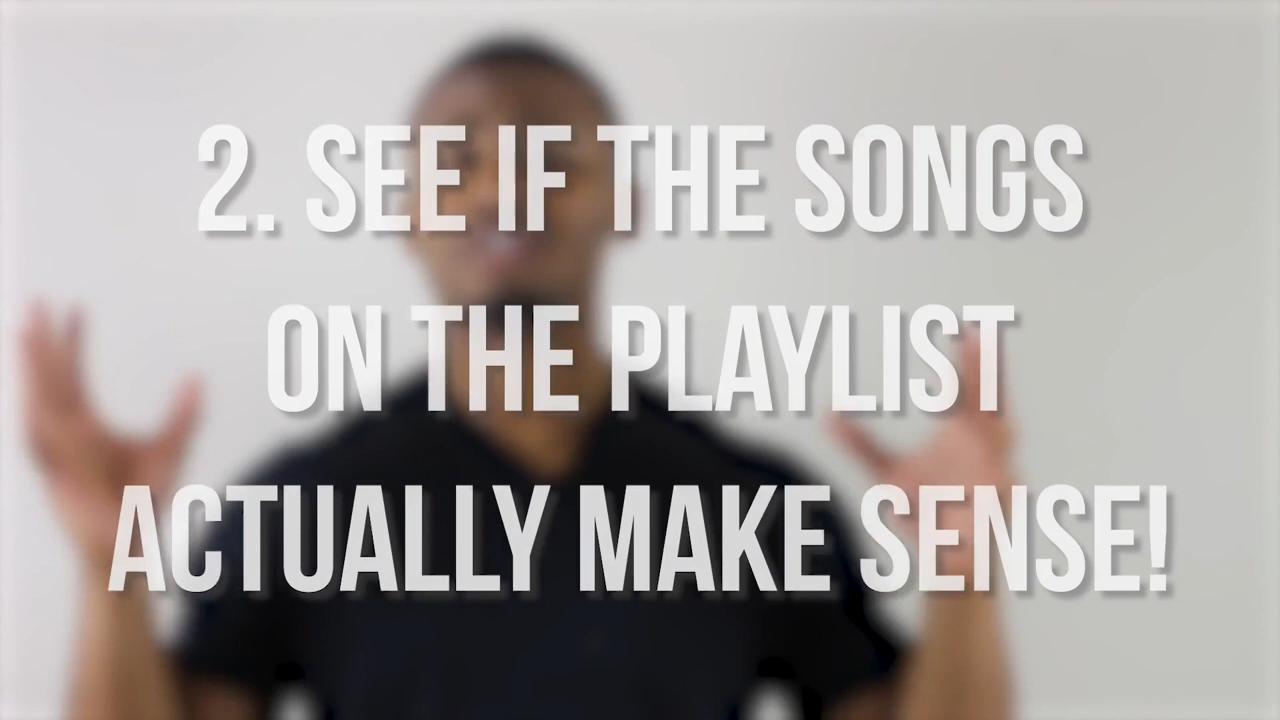 2. SEE IF THE SONGS
ON THE PLAYLIST
ACTUALLY MAKE SENSE!